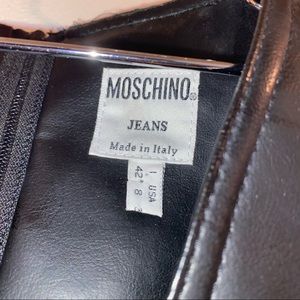 MOSCHINO®
JEANS
Made in Italy
I USA
42" 8